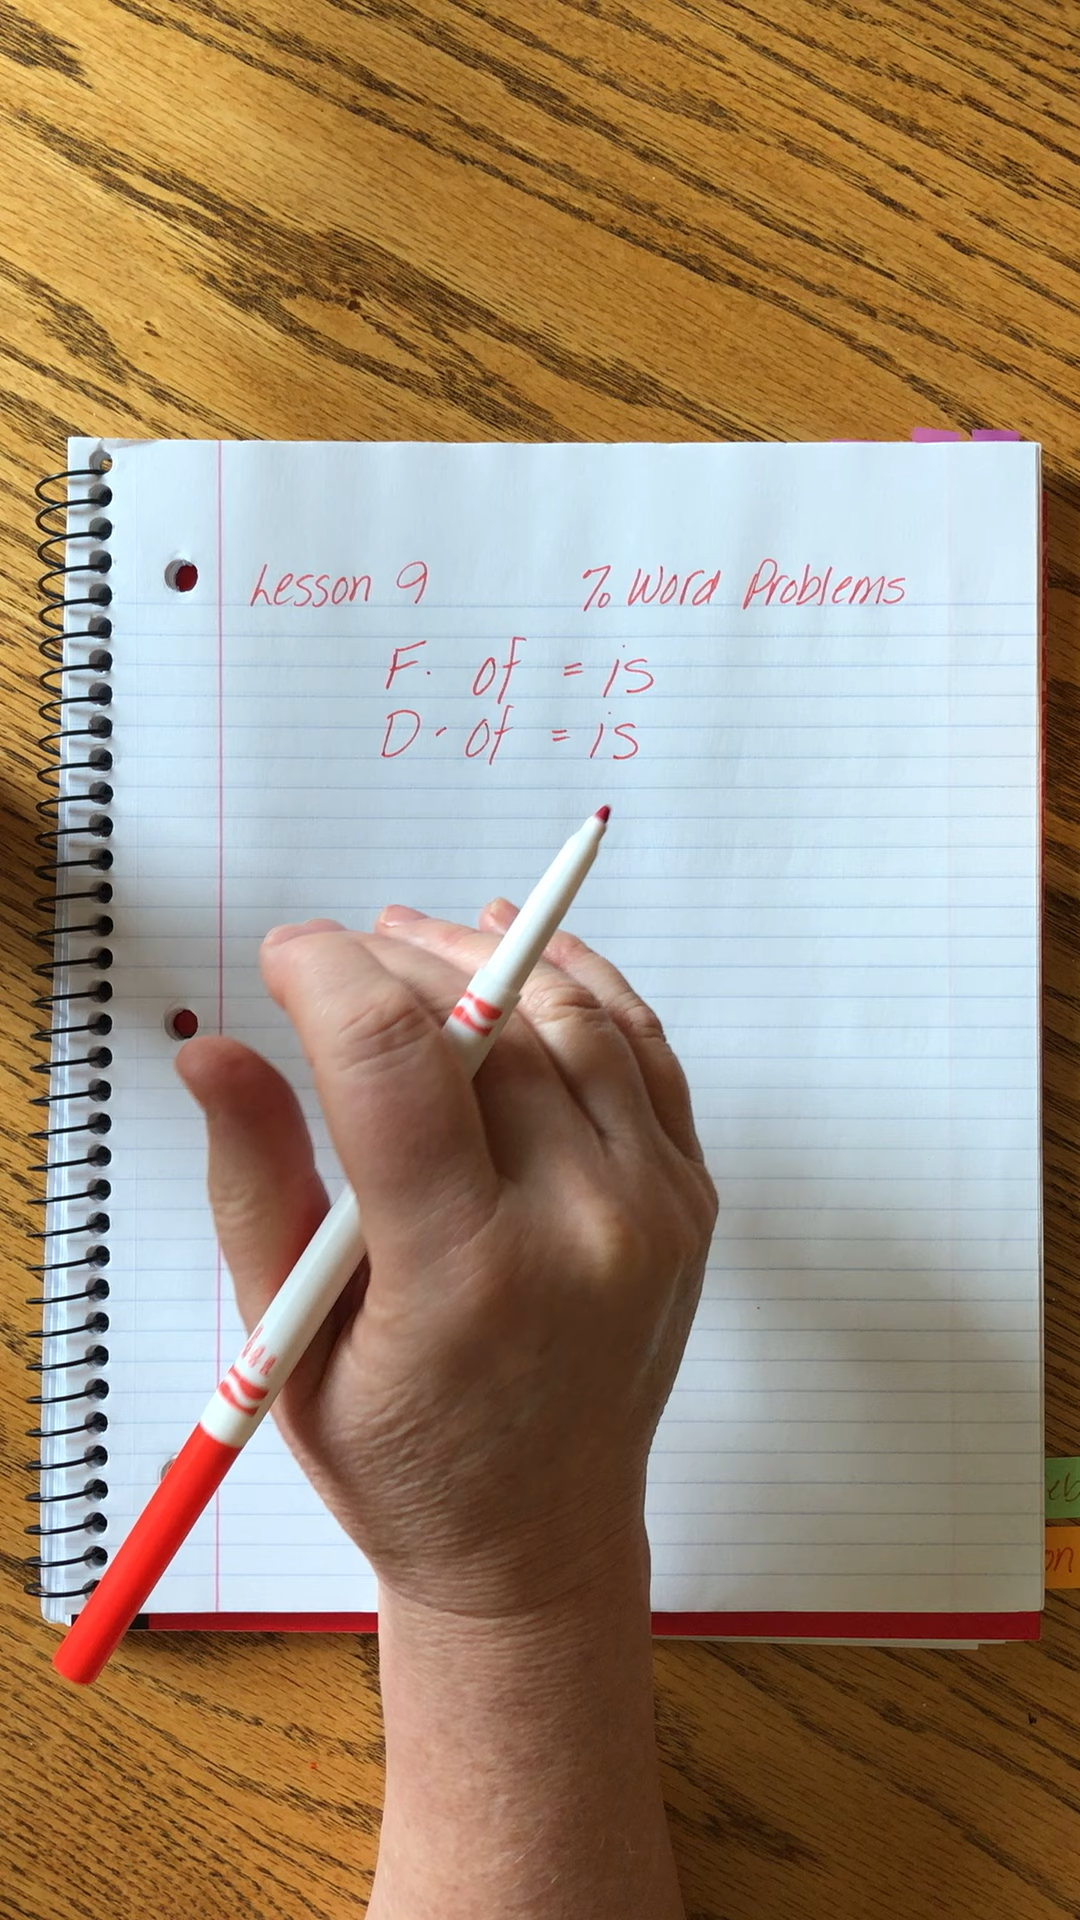 Lesson 9 % Word Problems
F. of = is
D · of = is